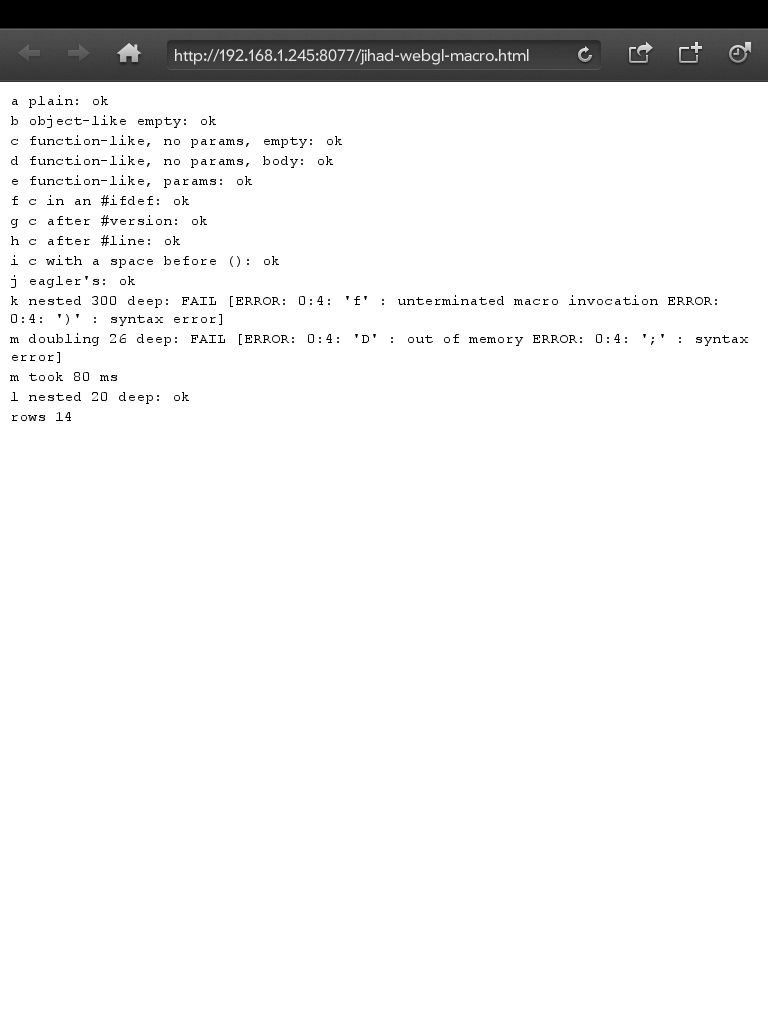 http://192.168.1.245:8077/jihad-webgl-macro.html
a plain: ok
b object-like empty: ok
c function-like, no params, empty: ok
d function-like, no params, body: ok
e function-like, params: ok
f c in an #ifdef: ok
g c after #version: ok
h c after #line: ok
i c with a space before (): ok
j eagler's: ok
k nested 300 deep: FAIL [ERROR: 0:4: 'f' : unterminated macro invocation ERROR:
0:4: ')' : syntax error]
m doubling 26 deep: FAIL [ERROR: 0:4: 'D' : out of memory ERROR: 0:4: ';' : syntax
error]
m took 80 ms
l nested 20 deep: ok
rows 14